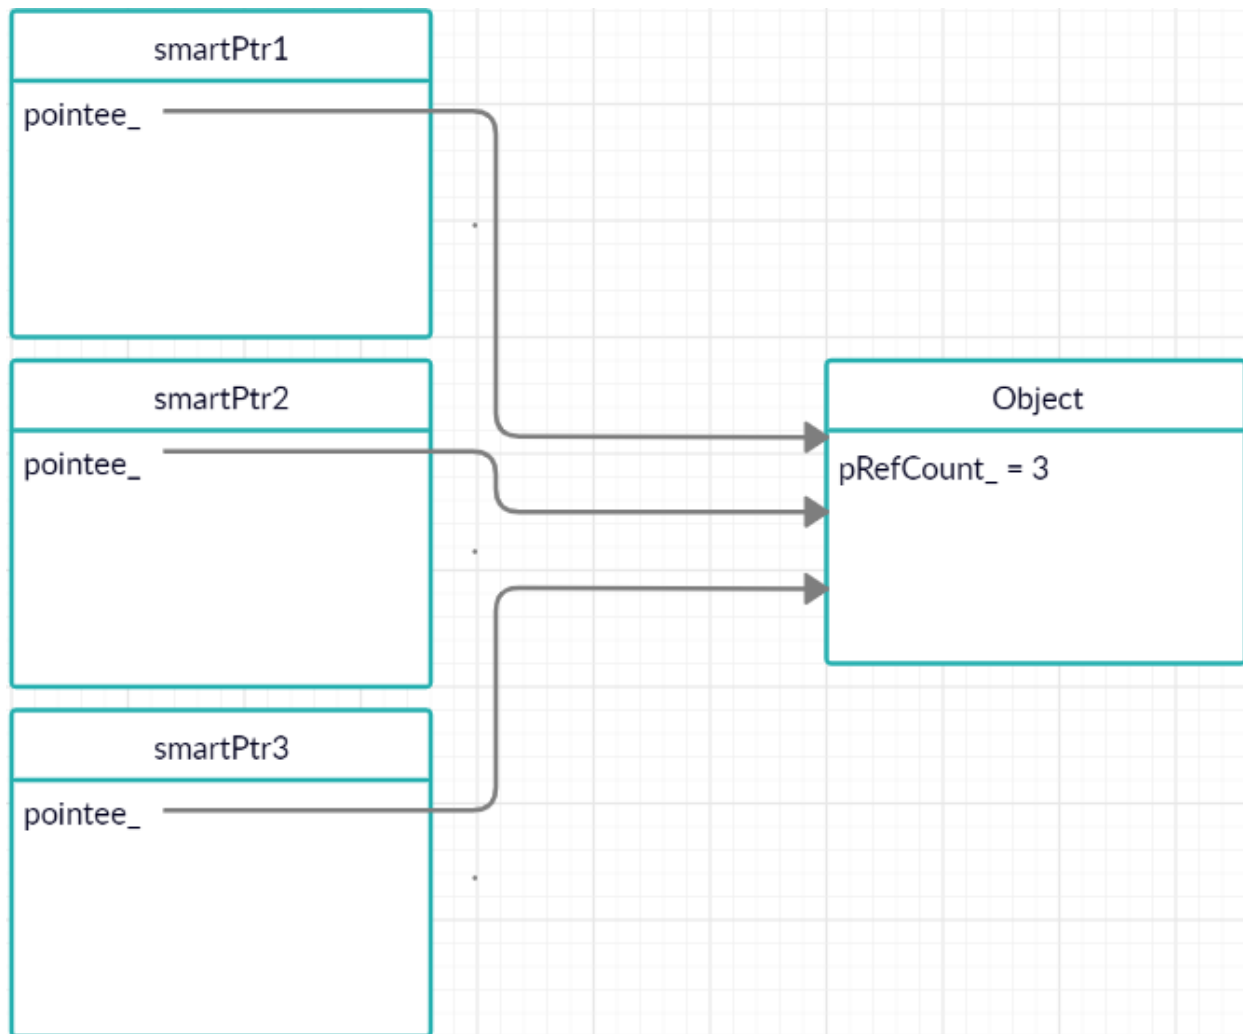 smartPtr1
pointee_
smartPtr2
pointee_
Object
pRefCount_ = 3
smartPtr3
pointee_